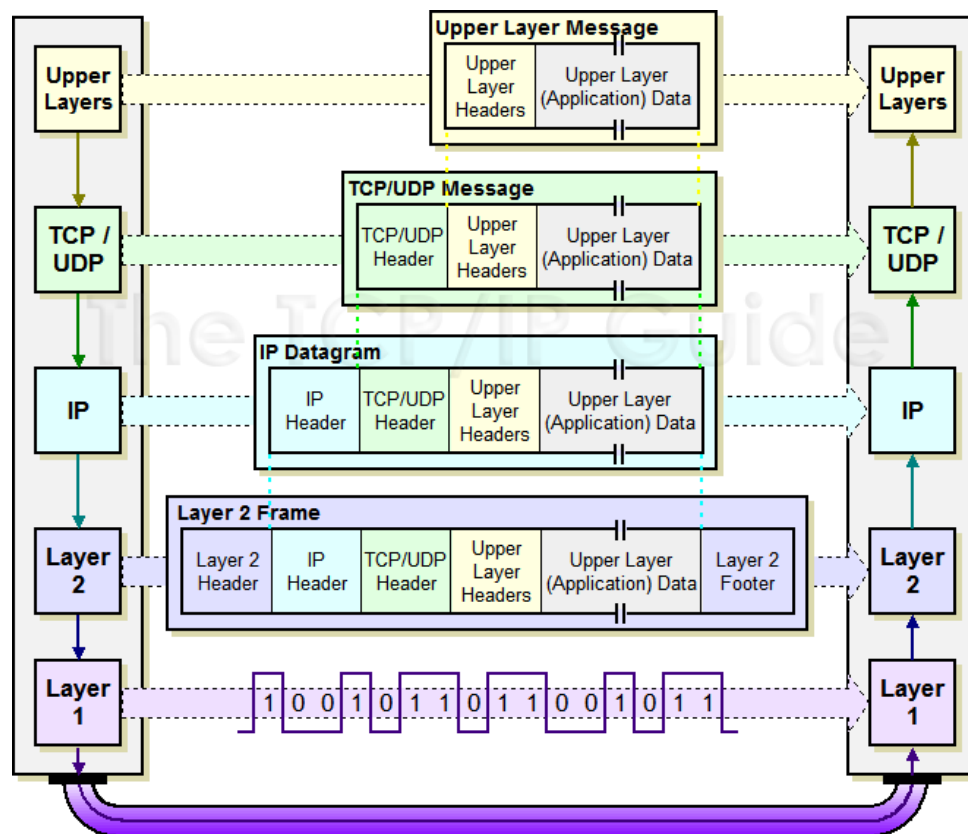 Upper Layer Message
Upper
Layers
Upper
Layer
Headers
Upper Layer
(Application) Data
Upper
Layers
TCP/UDP Message
TCP /
UDP
TCP/UDP
Header
Upper
Layer
Headers
Upper Layer
(Application) Data
TCP /
UDP
The TCP/IP Guide
IP Datagram
IP
IP
Header
TCP/UDP
Header
Upper
Layer
Headers
Upper Layer
(Application) Data
IP
Layer 2 Frame
Layer
2
Layer 2
Header
IP
Header
TCP/UDP
Header
Upper
Layer
Headers
Upper Layer
(Application) Data
Layer 2
Footer
Layer
2
Layer
1
1 0 0 1 0 1 1 0 1 1 0 0 1 0 1 1
Layer
1